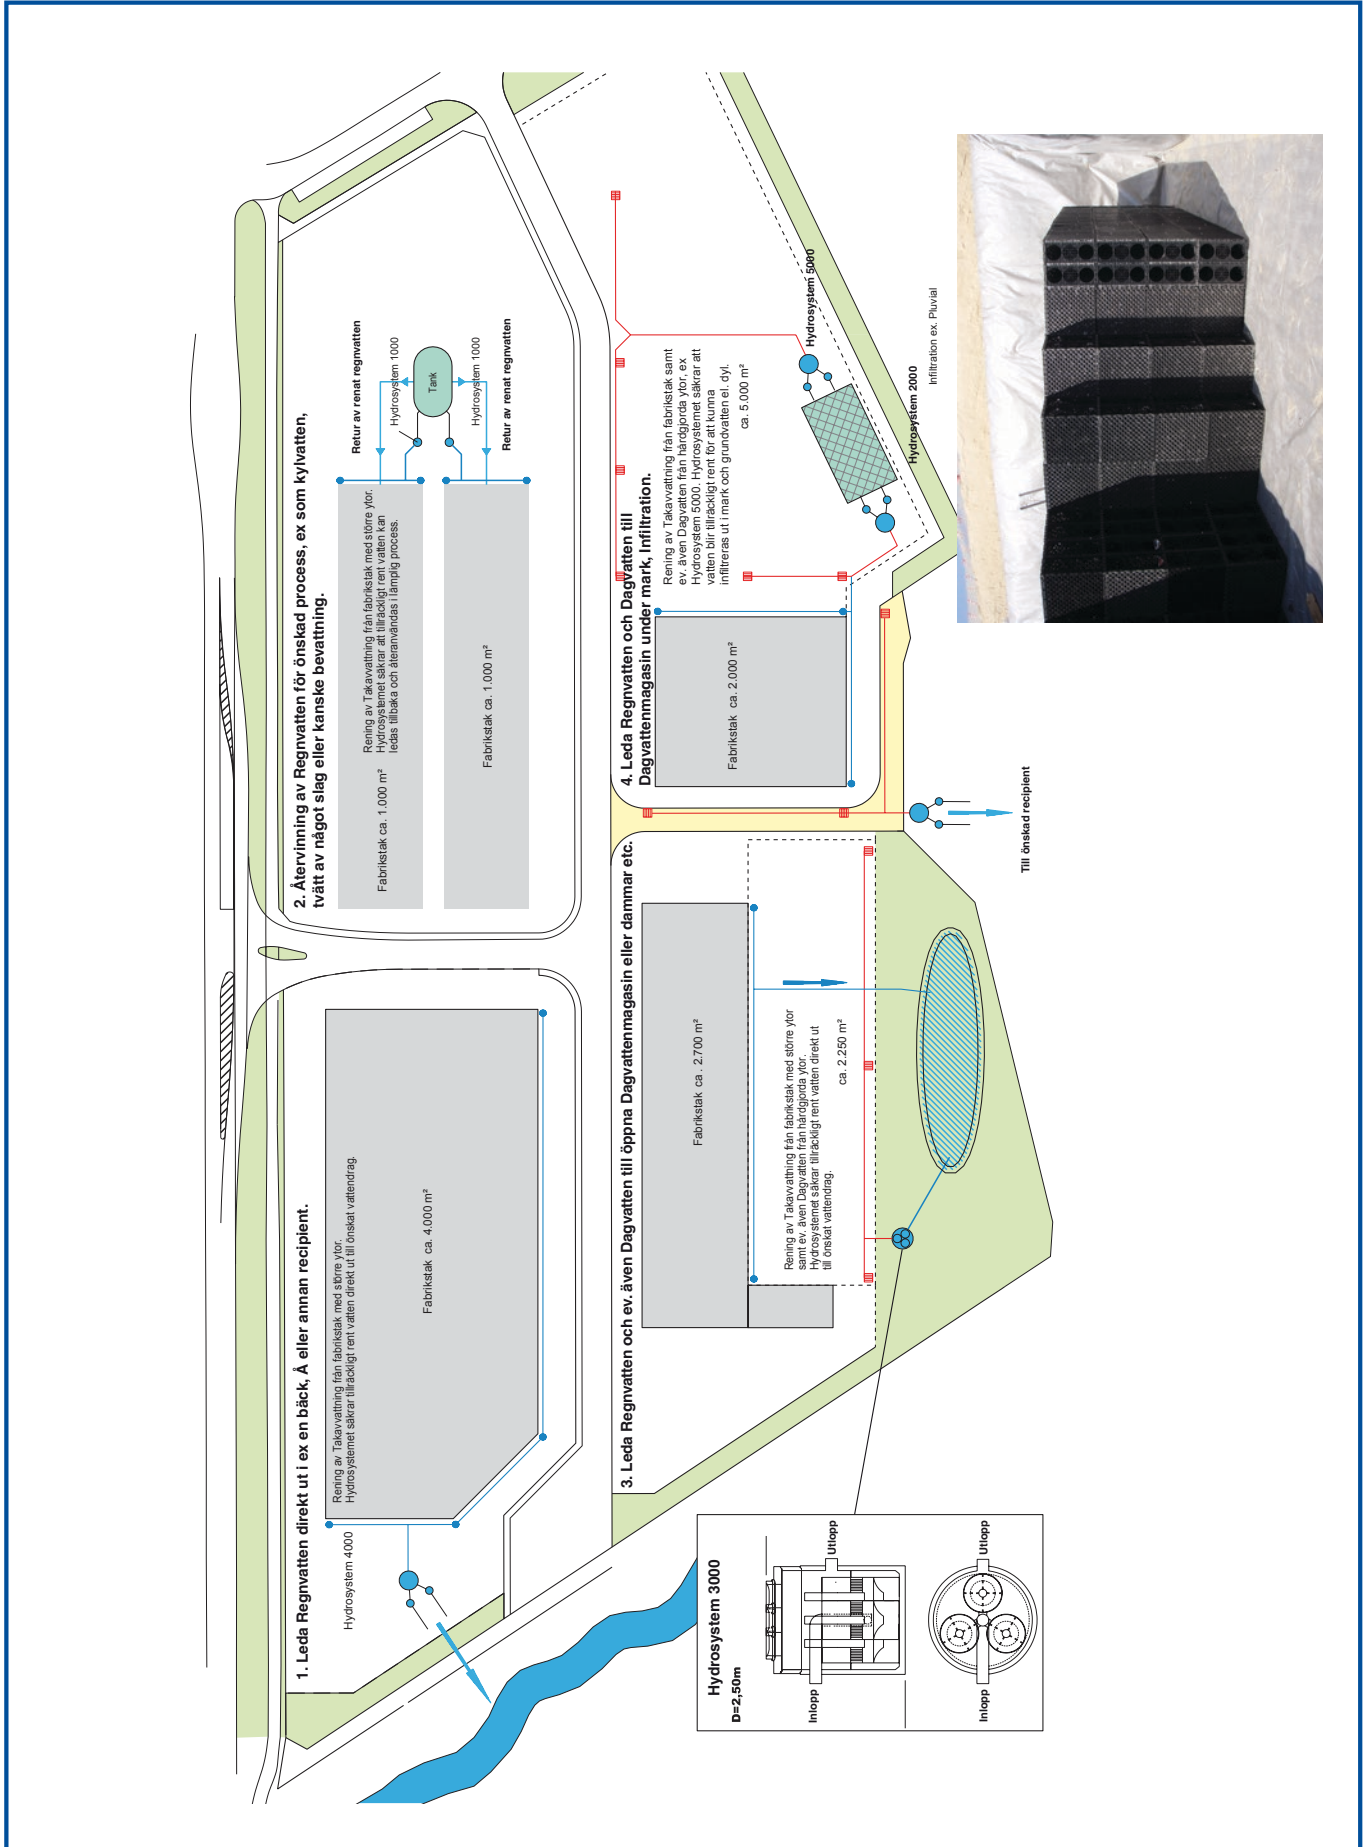 1. Leda Regnvatten direkt ut i ex en bäck, Å eller annan recipient.
Rening av Takavvattning från fabrikstak med större ytor.
Hydrosystemet säkrar tillräckligt rent vatten direkt ut till önskat vattendrag.
Fabrikstak ca. 4.000 m²
Hydrosystem 4000
2. Återvinning av Regnvatten för önskad process, ex som kylvatten,
tvätt av något slag eller kanske bevattning.
Fabrikstak ca. 1.000 m²
Rening av Takavvattning från fabrikstak med större ytor.
Hydrosystemet säkrar att tillräckligt rent vatten kan
ledas tillbaka och återanvändas i lämplig process.
Fabrikstak ca. 1.000 m²
Retur av renat regnvatten
Hydrosystem 1000
Tank
Hydrosystem 1000
Retur av renat regnvatten
3. Leda Regnvatten och ev. även Dagvatten till öppna Dagvattenmagasin eller dammar etc.
Fabrikstak ca. 2.700 m²
Rening av Takavvattning från fabrikstak med större ytor
samt ev. även Dagvatten från hårdgjorda ytor.
Hydrosystemet säkrar tillräckligt rent vatten direkt ut
till önskat vattendrag.
ca. 2.250 m²
4. Leda Regnvatten och Dagvatten till
Dagvattenmagasin under mark, Infiltration.
Rening av Takavvattning från fabrikstak samt
ev. även Dagvatten från hårdgjorda ytor, ex
Hydrosystem 5000. Hydrosystemet säkrar att
vatten blir tillräckligt rent för att kunna
infiltreras ut i mark och grundvatten el. dyl.
ca. 5.000 m²
Fabrikstak ca. 2.000 m²
Hydrosystem 5000
Hydrosystem 2000
Infiltration ex. Pluvial
Till önskad recipient
Hydrosystem 3000
D=2,50m
Inlopp
Utlopp
Inlopp
Utlopp